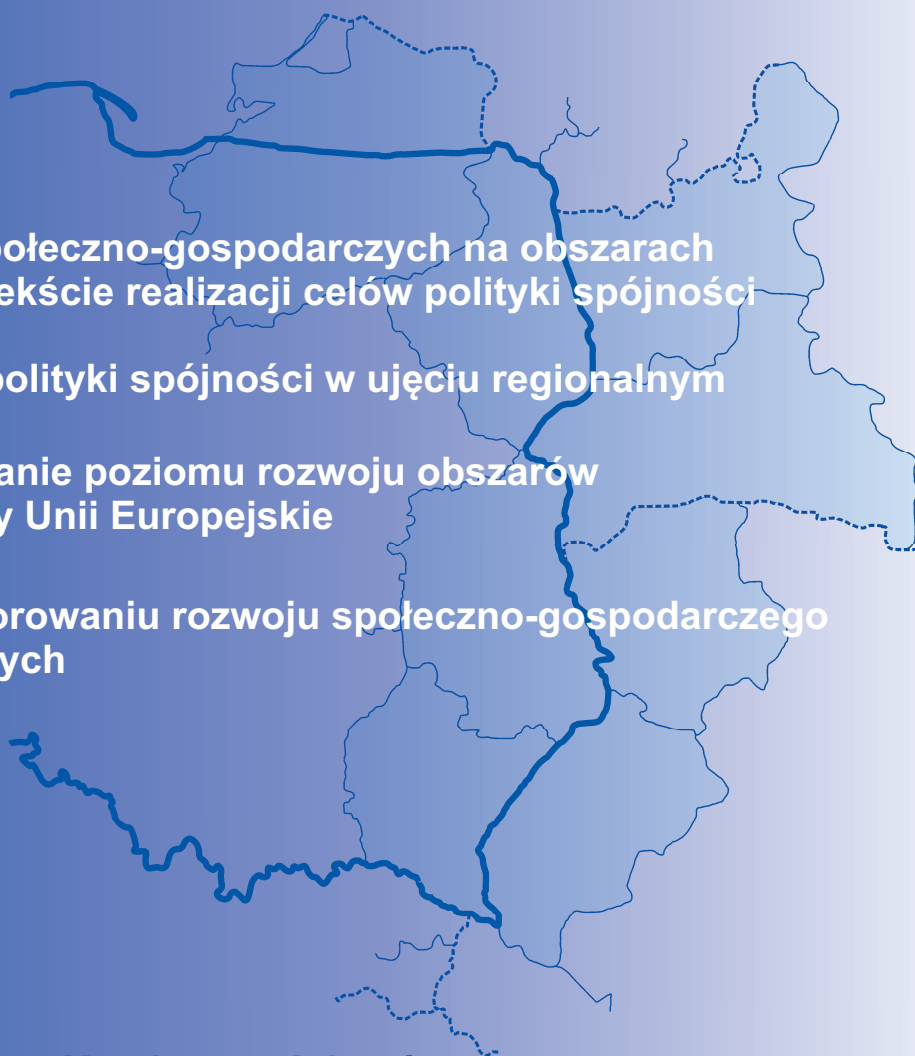 połeczno-gospodarczych na obszarach
ekście realizacji celów polityki spójności
polityki spójności w ujęciu regionalnym
anie poziomu rozwoju obszarów
y Unii Europejskie
orowaniu rozwoju społeczno-gospodarczego
ych